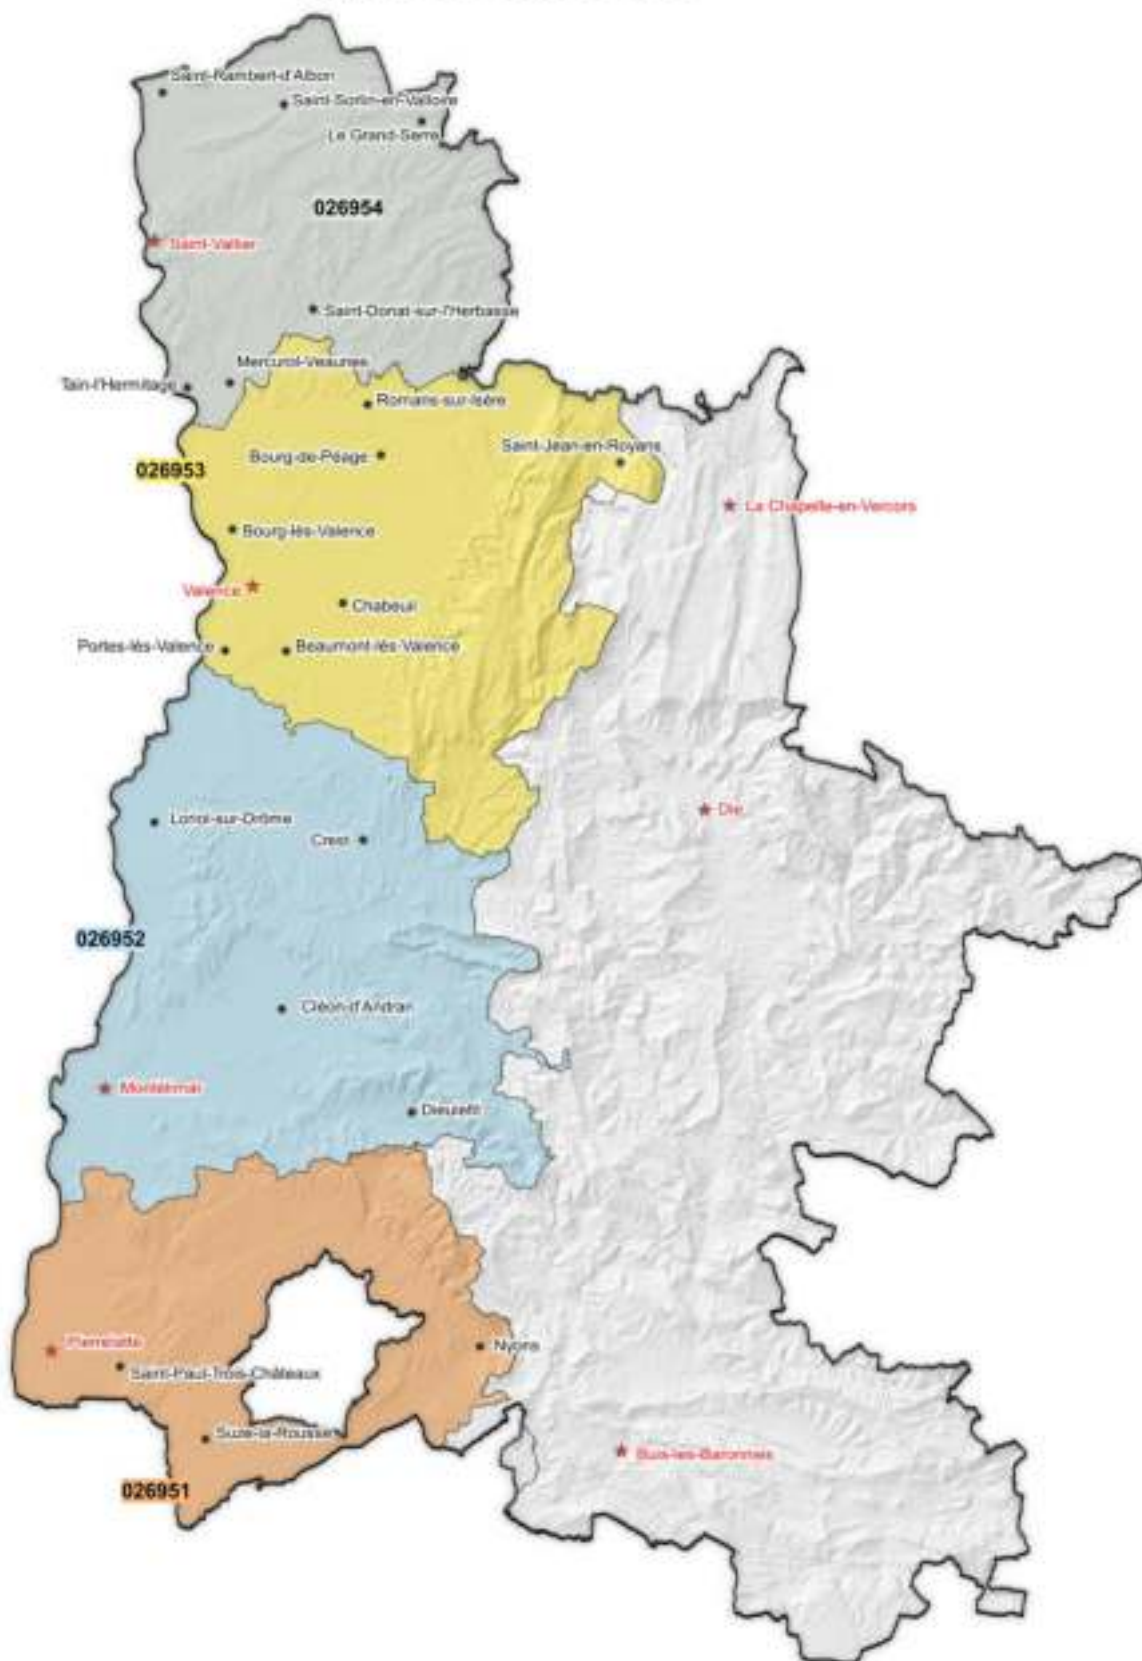 Saint-Rambert-d'Albon
Saint-Sorlin-en-Valloire
Le Grand-Serre
026954
Saint-Vallier
Saint-Donat-sur-l'Herbasse
Mercurol-Veaunes
Tain-l'Hermitage
Romans-sur-Isère
Saint-Jean-en-Royans
Bourg-de-Péage
026953
La Chapelle-en-Vercors
Bourg-lès-Valence
Valence
Chabeuil
Portes-lès-Valence
Beaumont-lès-Valence
Die
Loriol-sur-Drôme
Crest
026952
Cléon-d'Andran
Montélimar
Dieulefit
Pierrelatte
Nyons
Saint-Paul-Trois-Châteaux
Suze-la-Rousse
Buis-les-Baronnies
026951